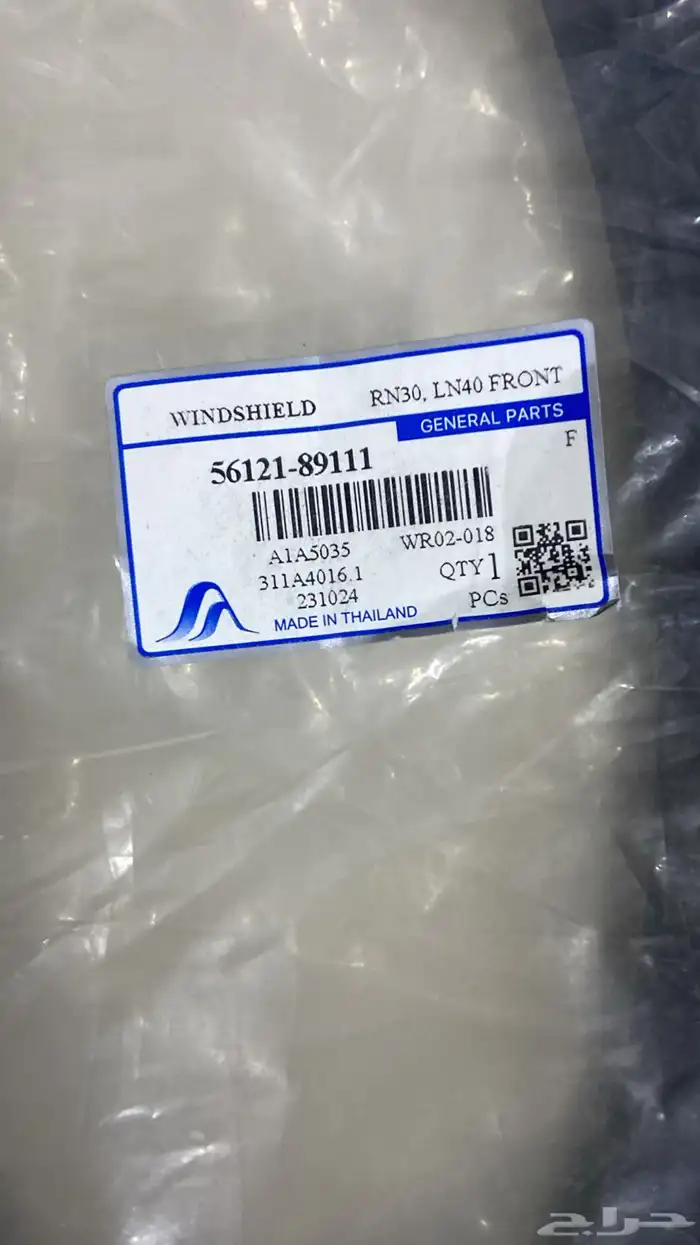 WINDSHIELD RN30, LN40 FRONT
GENERAL PARTS
F
56121-89111
A1A5035 WR02-018
311A4016.1 QTY 1
231024 PCs
MADE IN THAILAND
حراج